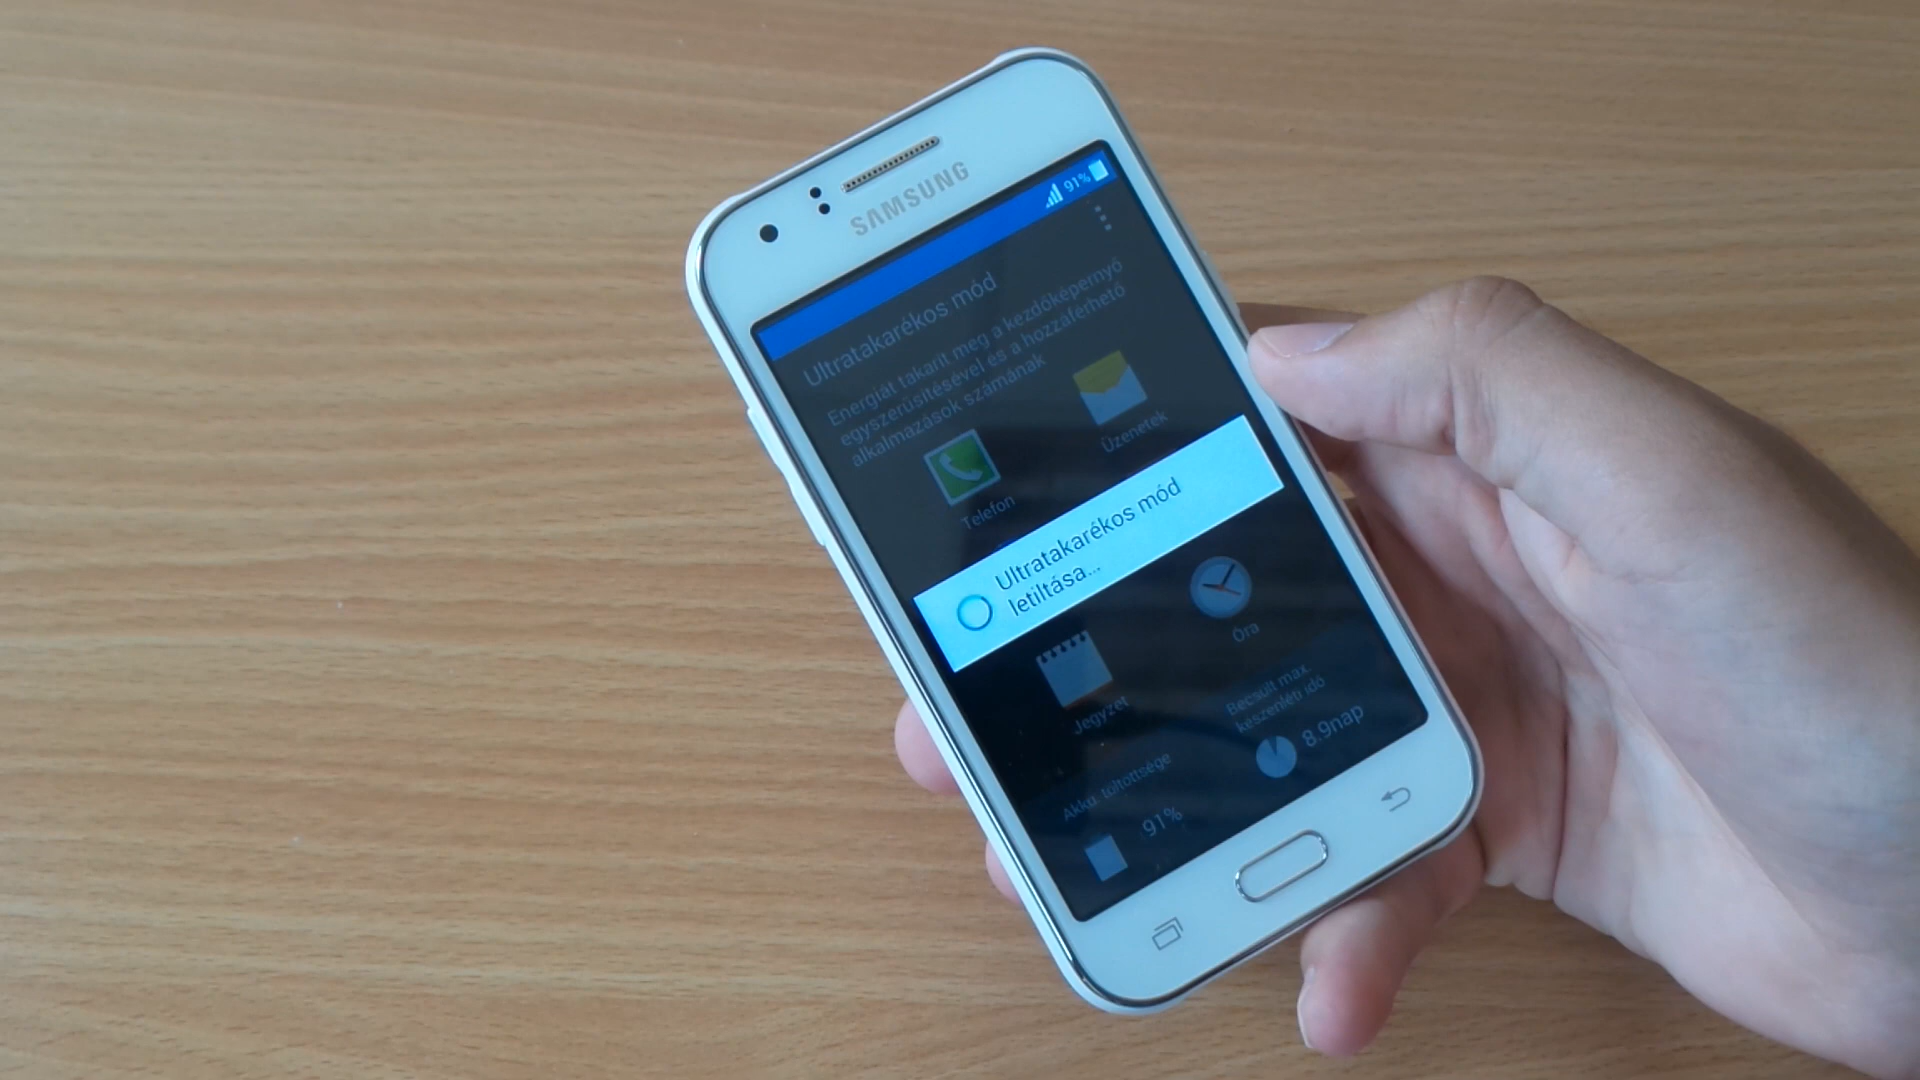 SAMSUNG
91%
Ultratakarékos mód
Energiát takarít meg a kezdőképernyő
egyszerűsítésével és a hozzáférhető
alkalmazások számának
Telefon
Üzenetek
Ultratakarékos mód
letiltása...
Jegyzet
Óra
Akku. töltöttsége
91%
Becsült max.
készenléti idő
8.9nap